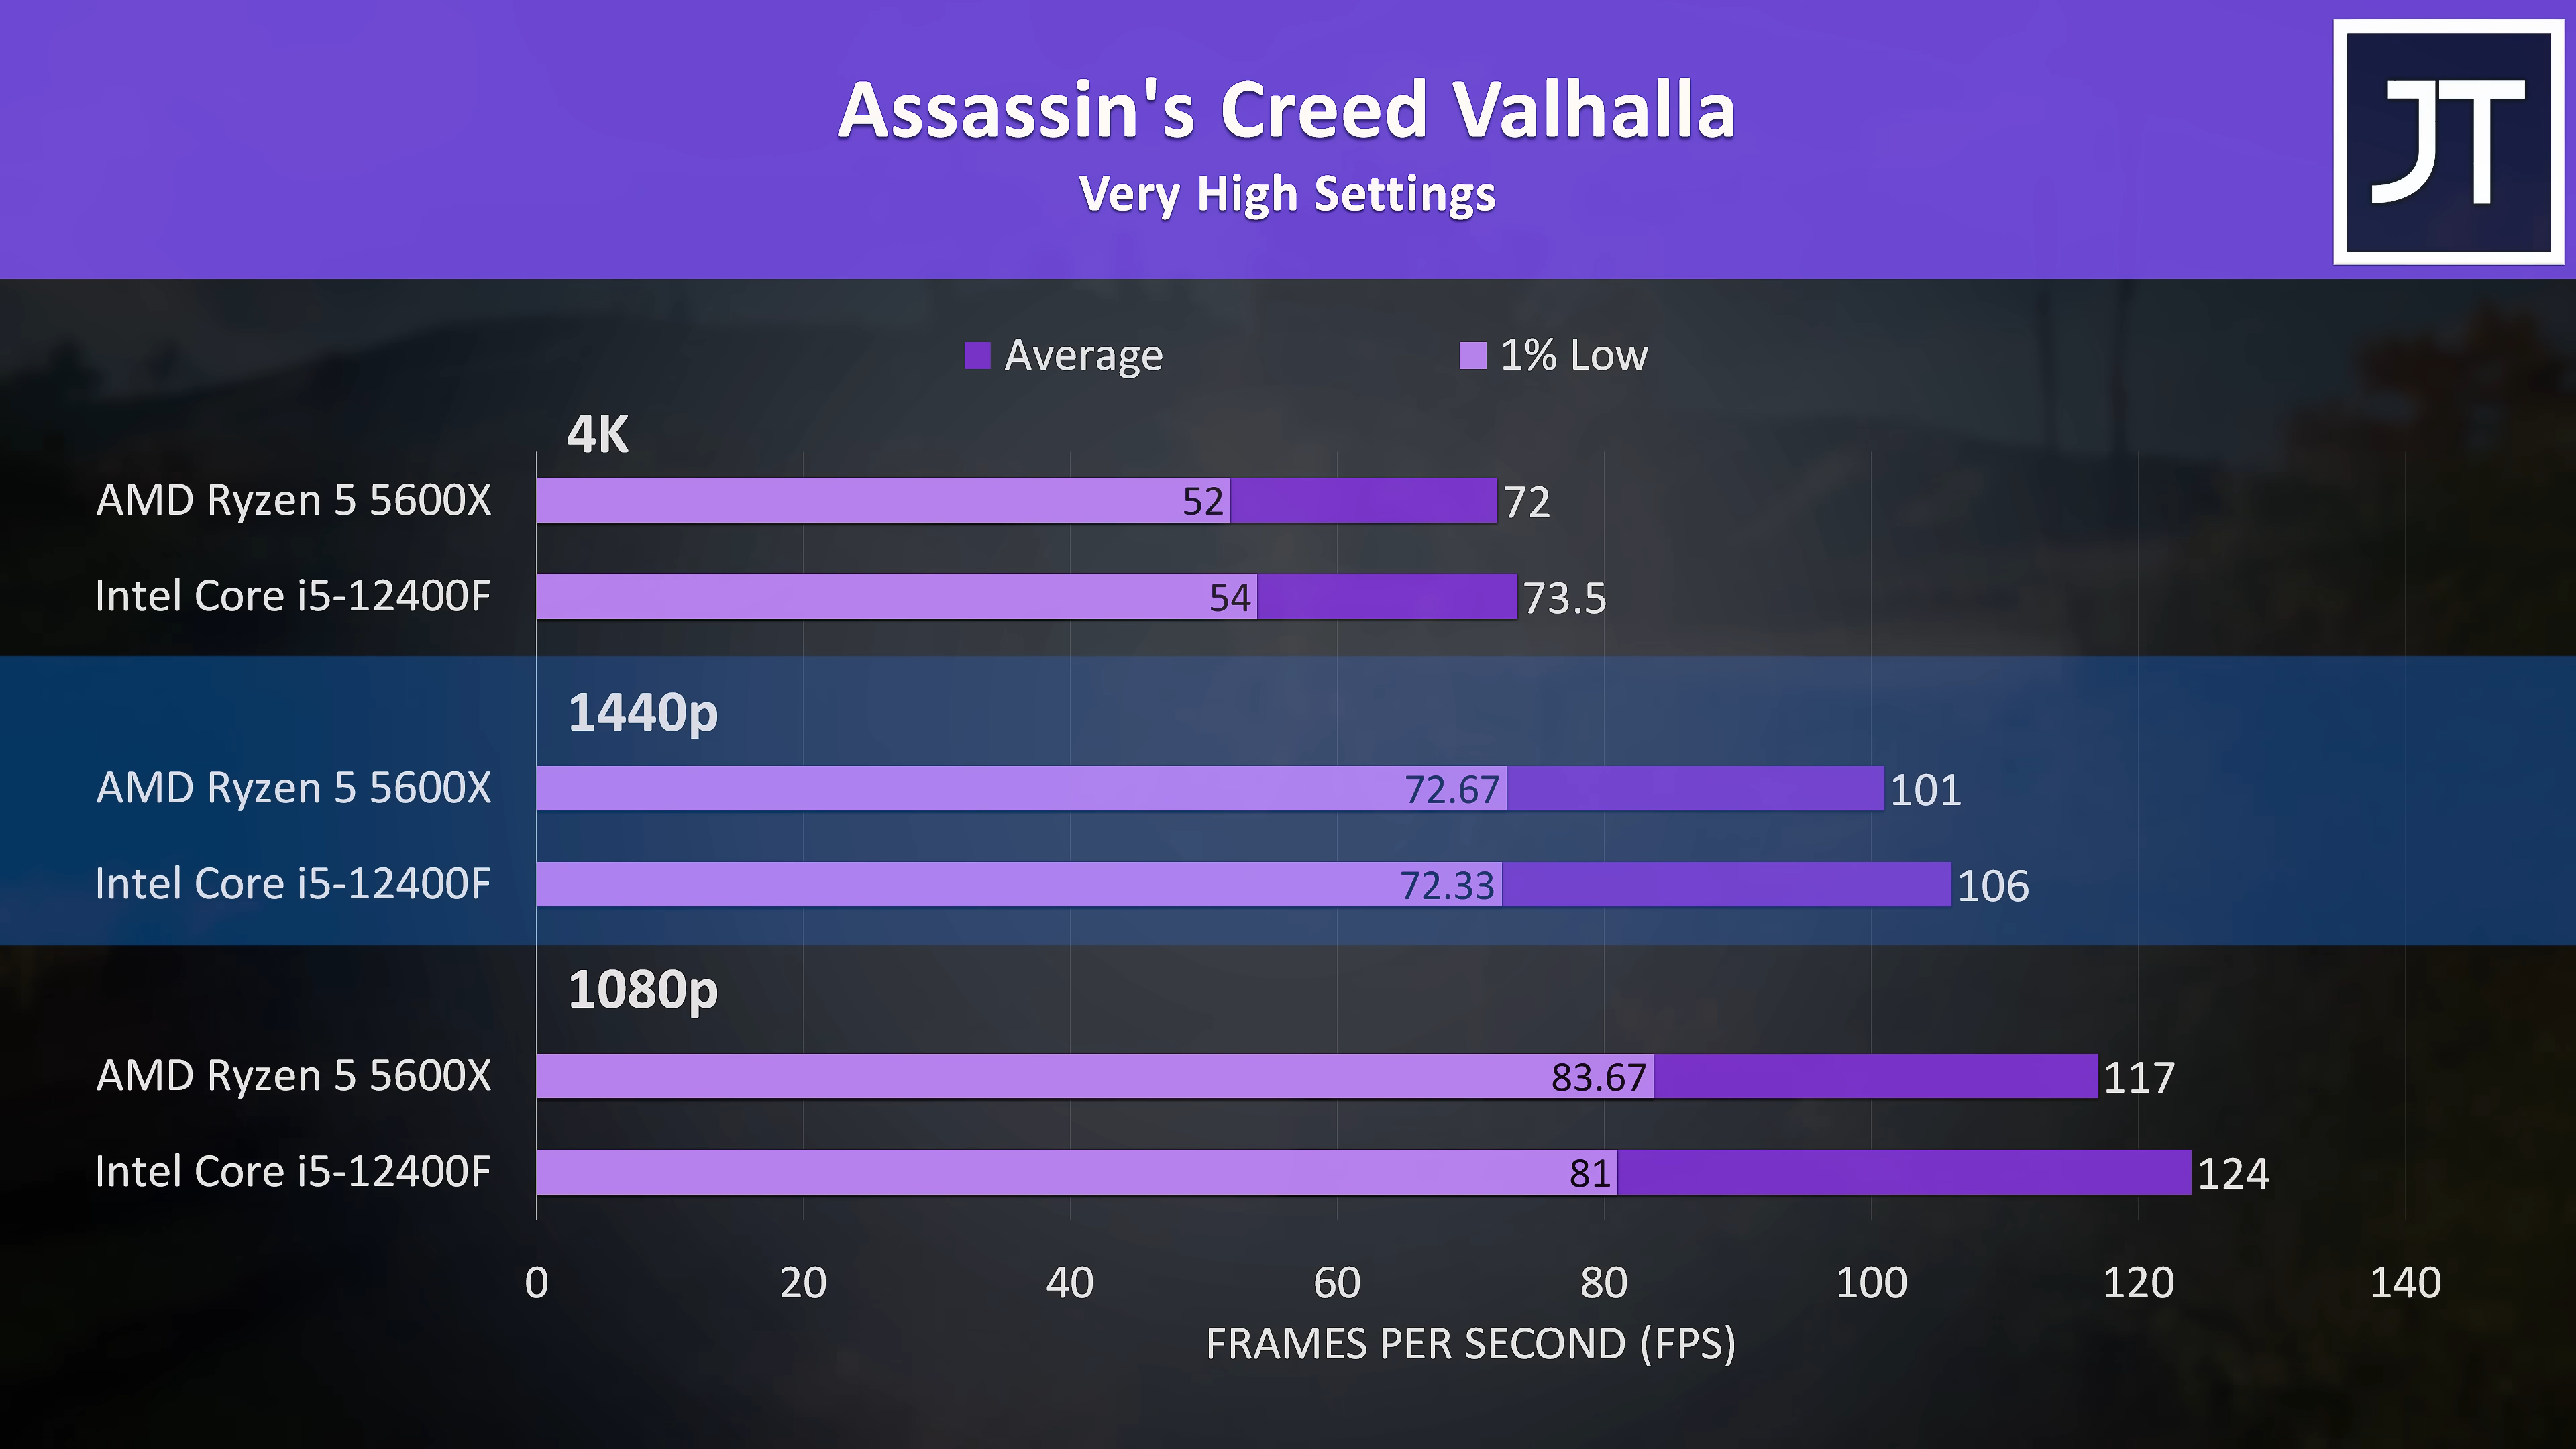 Assassin's Creed Valhalla
Very High Settings
JT
Average
1% Low
4K
AMD Ryzen 5 5600X
52
72
Intel Core i5-12400F
54
73.5
1440p
AMD Ryzen 5 5600X
72.67
101
Intel Core i5-12400F
72.33
106
1080p
AMD Ryzen 5 5600X
83.67
117
Intel Core i5-12400F
81
124
0 20 40 60 80 100 120 140
FRAMES PER SECOND (FPS)